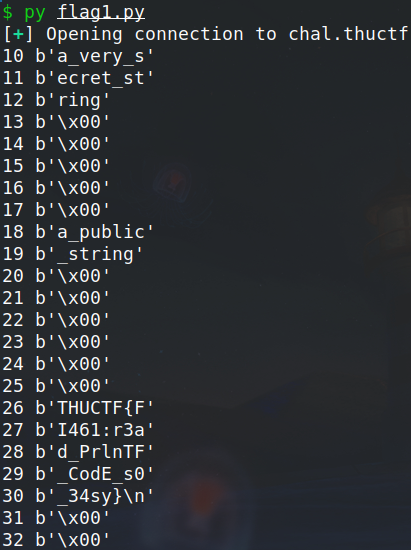 $ py flag1.py
[+] Opening connection to chal.thuctf
10 b'a_very_s'
11 b'ecret_st'
12 b'ring'
13 b'\x00'
14 b'\x00'
15 b'\x00'
16 b'\x00'
17 b'\x00'
18 b'a_public'
19 b'_string'
20 b'\x00'
21 b'\x00'
22 b'\x00'
23 b'\x00'
24 b'\x00'
25 b'\x00'
26 b'THUCTF{F'
27 b'I461:r3a'
28 b'd_PrlnTF'
29 b'_CodE_s0'
30 b'_34sy}\n'
31 b'\x00'
32 b'\x00'